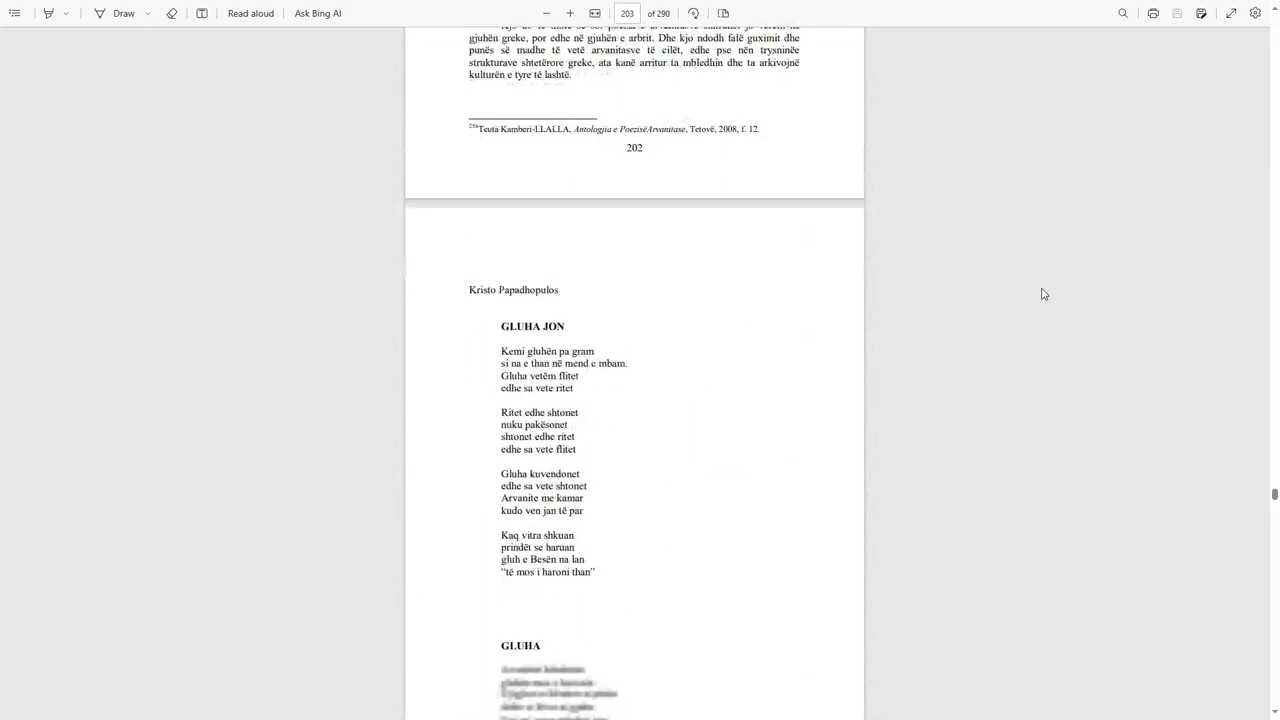 Draw
Read aloud
Ask Bing AI
203 of 290
gjuhën greke, por edhe në gjuhën e arbrit. Dhe kjo ndodh falë guximit dhe
punës së madhe të vetë arvanitasve të cilët, edhe pse nën trysninëe
strukturave shtetërore greke, ata kanë arritur ta mbledhin dhe ta arkivojnë
kulturën e tyre të lashtë.
254Teuta Kamberi-LLALLA, Antologjia e PoezisëArvanitase, Tetovë, 2008, f. 12.
202
Kristo Papadhopulos
GLUHA JON
Kemi gluhën pa gram
si na e than në mend e mbam.
Gluha vetëm flitet
edhe sa vete ritet
Ritet edhe shtonet
nuku pakësonet
shtonet edhe ritet
edhe sa vete flitet
Gluha kuvendonet
edhe sa vete shtonet
Arvanite me kamar
kudo ven jan të par
Kaq vitra shkuan
prindët se haruan
gluh e Besën na lan
“të mos i haroni than”
GLUHA